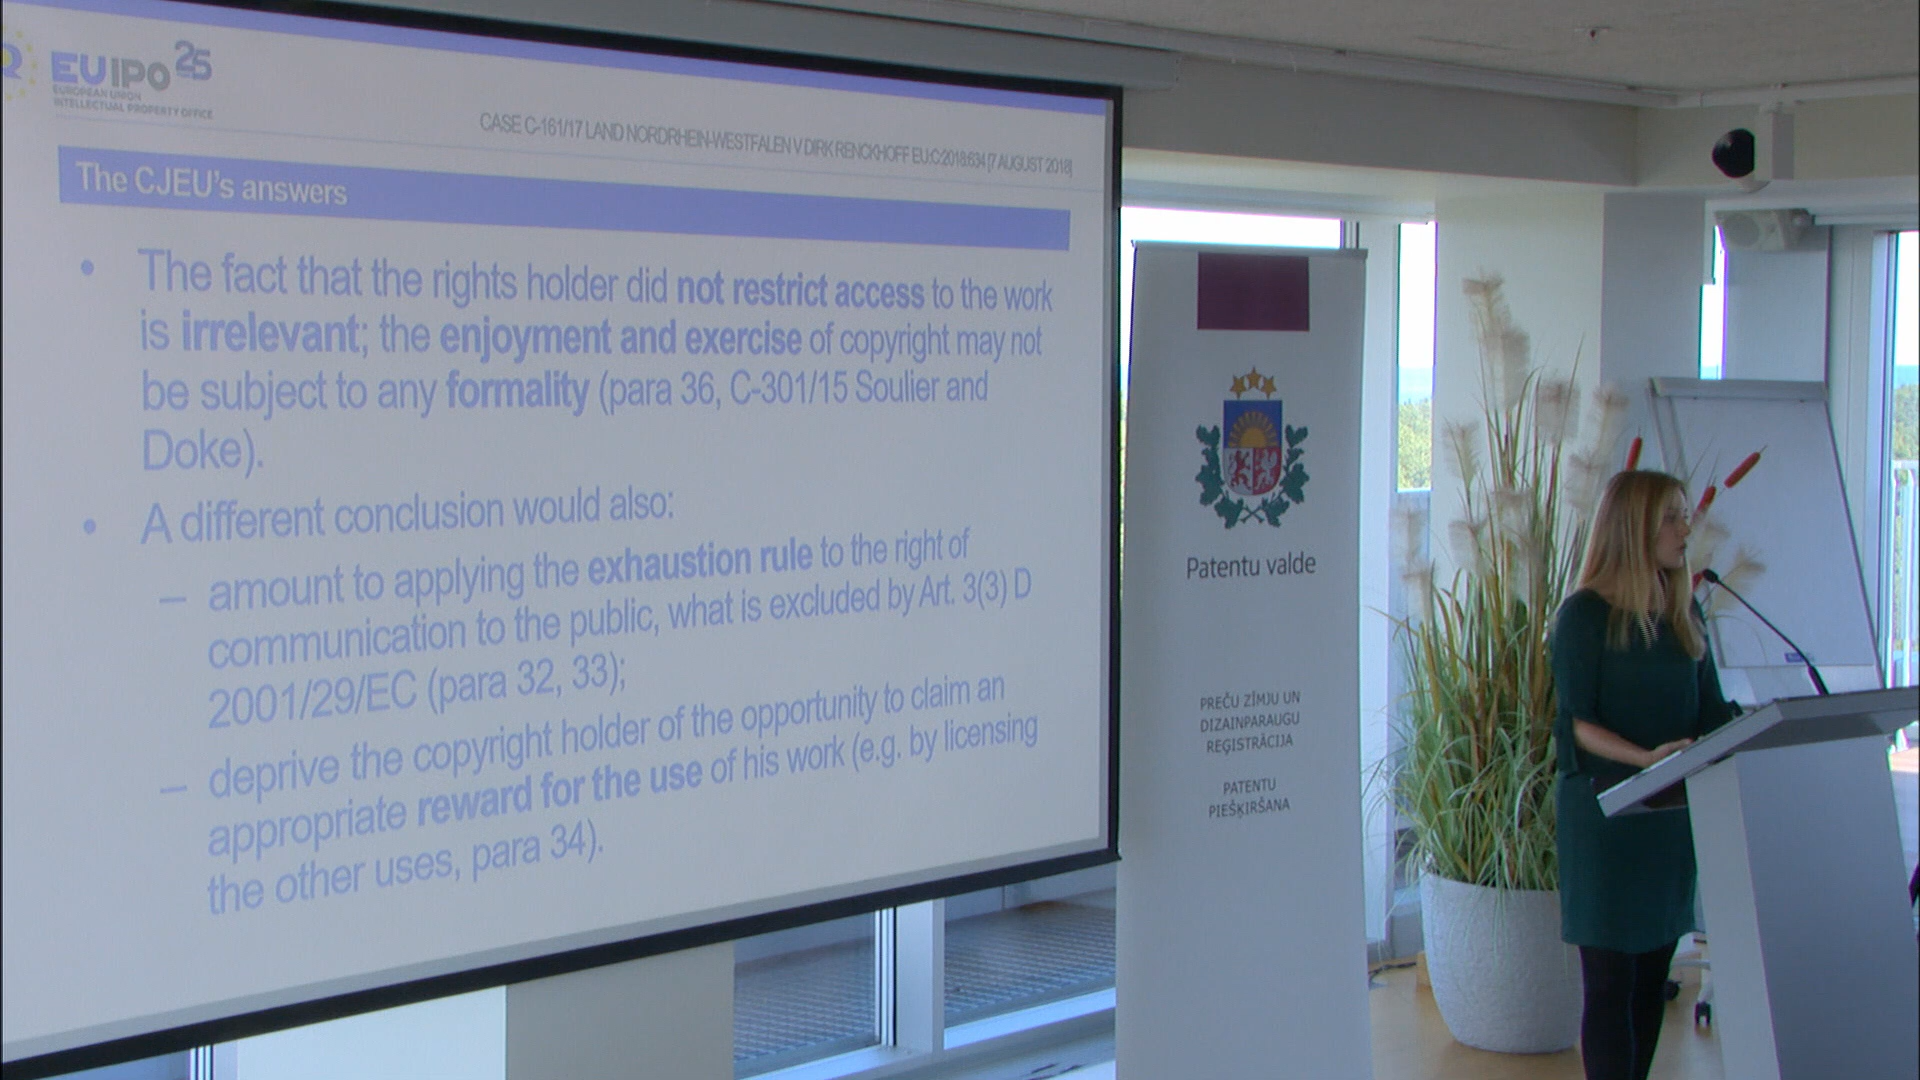 EUIPO 25
EUROPEAN UNION
INTELLECTUAL PROPERTY OFFICE
CASE C-161/17 LAND NORDRHEIN-WESTFALEN V DIRK RENCKHOFF EU:C:2018:634 [7 AUGUST 2018]
The CJEU's answers
• The fact that the rights holder did not restrict access to the work
is irrelevant; the enjoyment and exercise of copyright may not
be subject to any formality (para 36, C-301/15 Soulier and
Doke).
• A different conclusion would also:
– amount to applying the exhaustion rule to the right of
communication to the public, what is excluded by Art. 3(3) D
2001/29/EC (para 32, 33);
– deprive the copyright holder of the opportunity to claim an
appropriate reward for the use of his work (e.g. by licensing
the other uses, para 34).
Patentu valde
PREČU ZĪMJU UN
DIZAINPARAUGU
REĢISTRĀCIJA
PATENTU
PIEŠĶIRŠANA